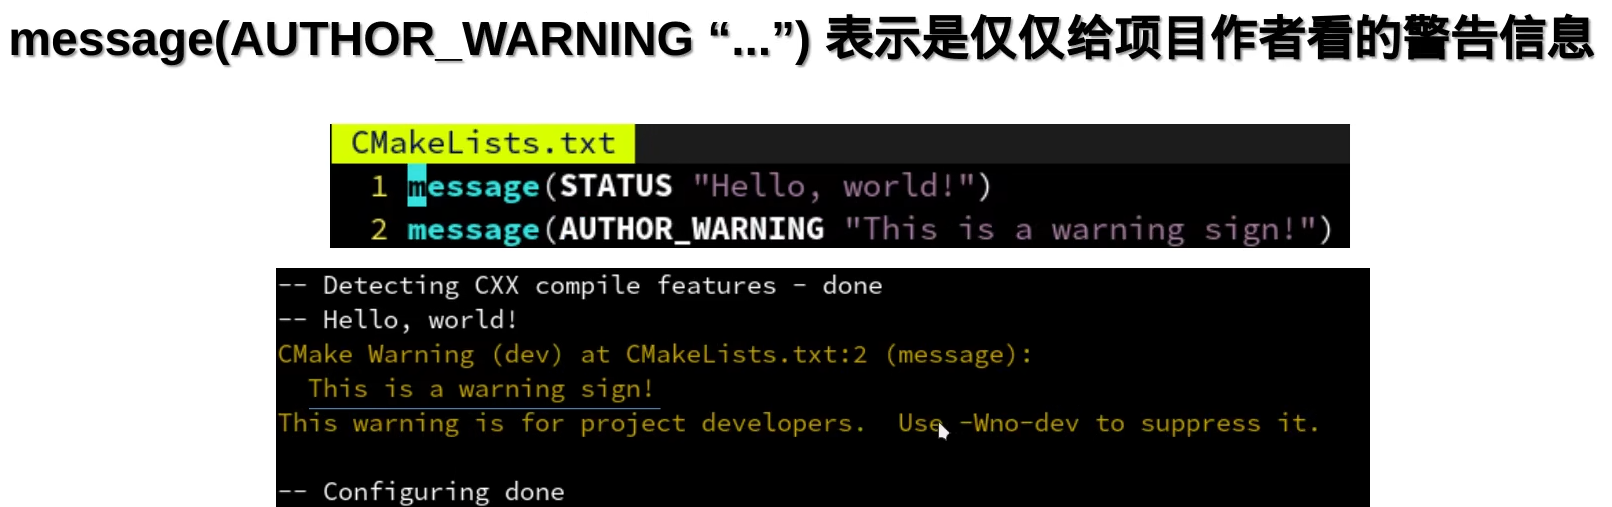 message(AUTHOR_WARNING “...”) 表示是仅仅给项目作者看的警告信息
CMakeLists.txt
1 message(STATUS "Hello, world!")
2 message(AUTHOR_WARNING "This is a warning sign!")
-- Detecting CXX compile features - done
-- Hello, world!
CMake Warning (dev) at CMakeLists.txt:2 (message):
  This is a warning sign!
This warning is for project developers.  Use -Wno-dev to suppress it.
-- Configuring done